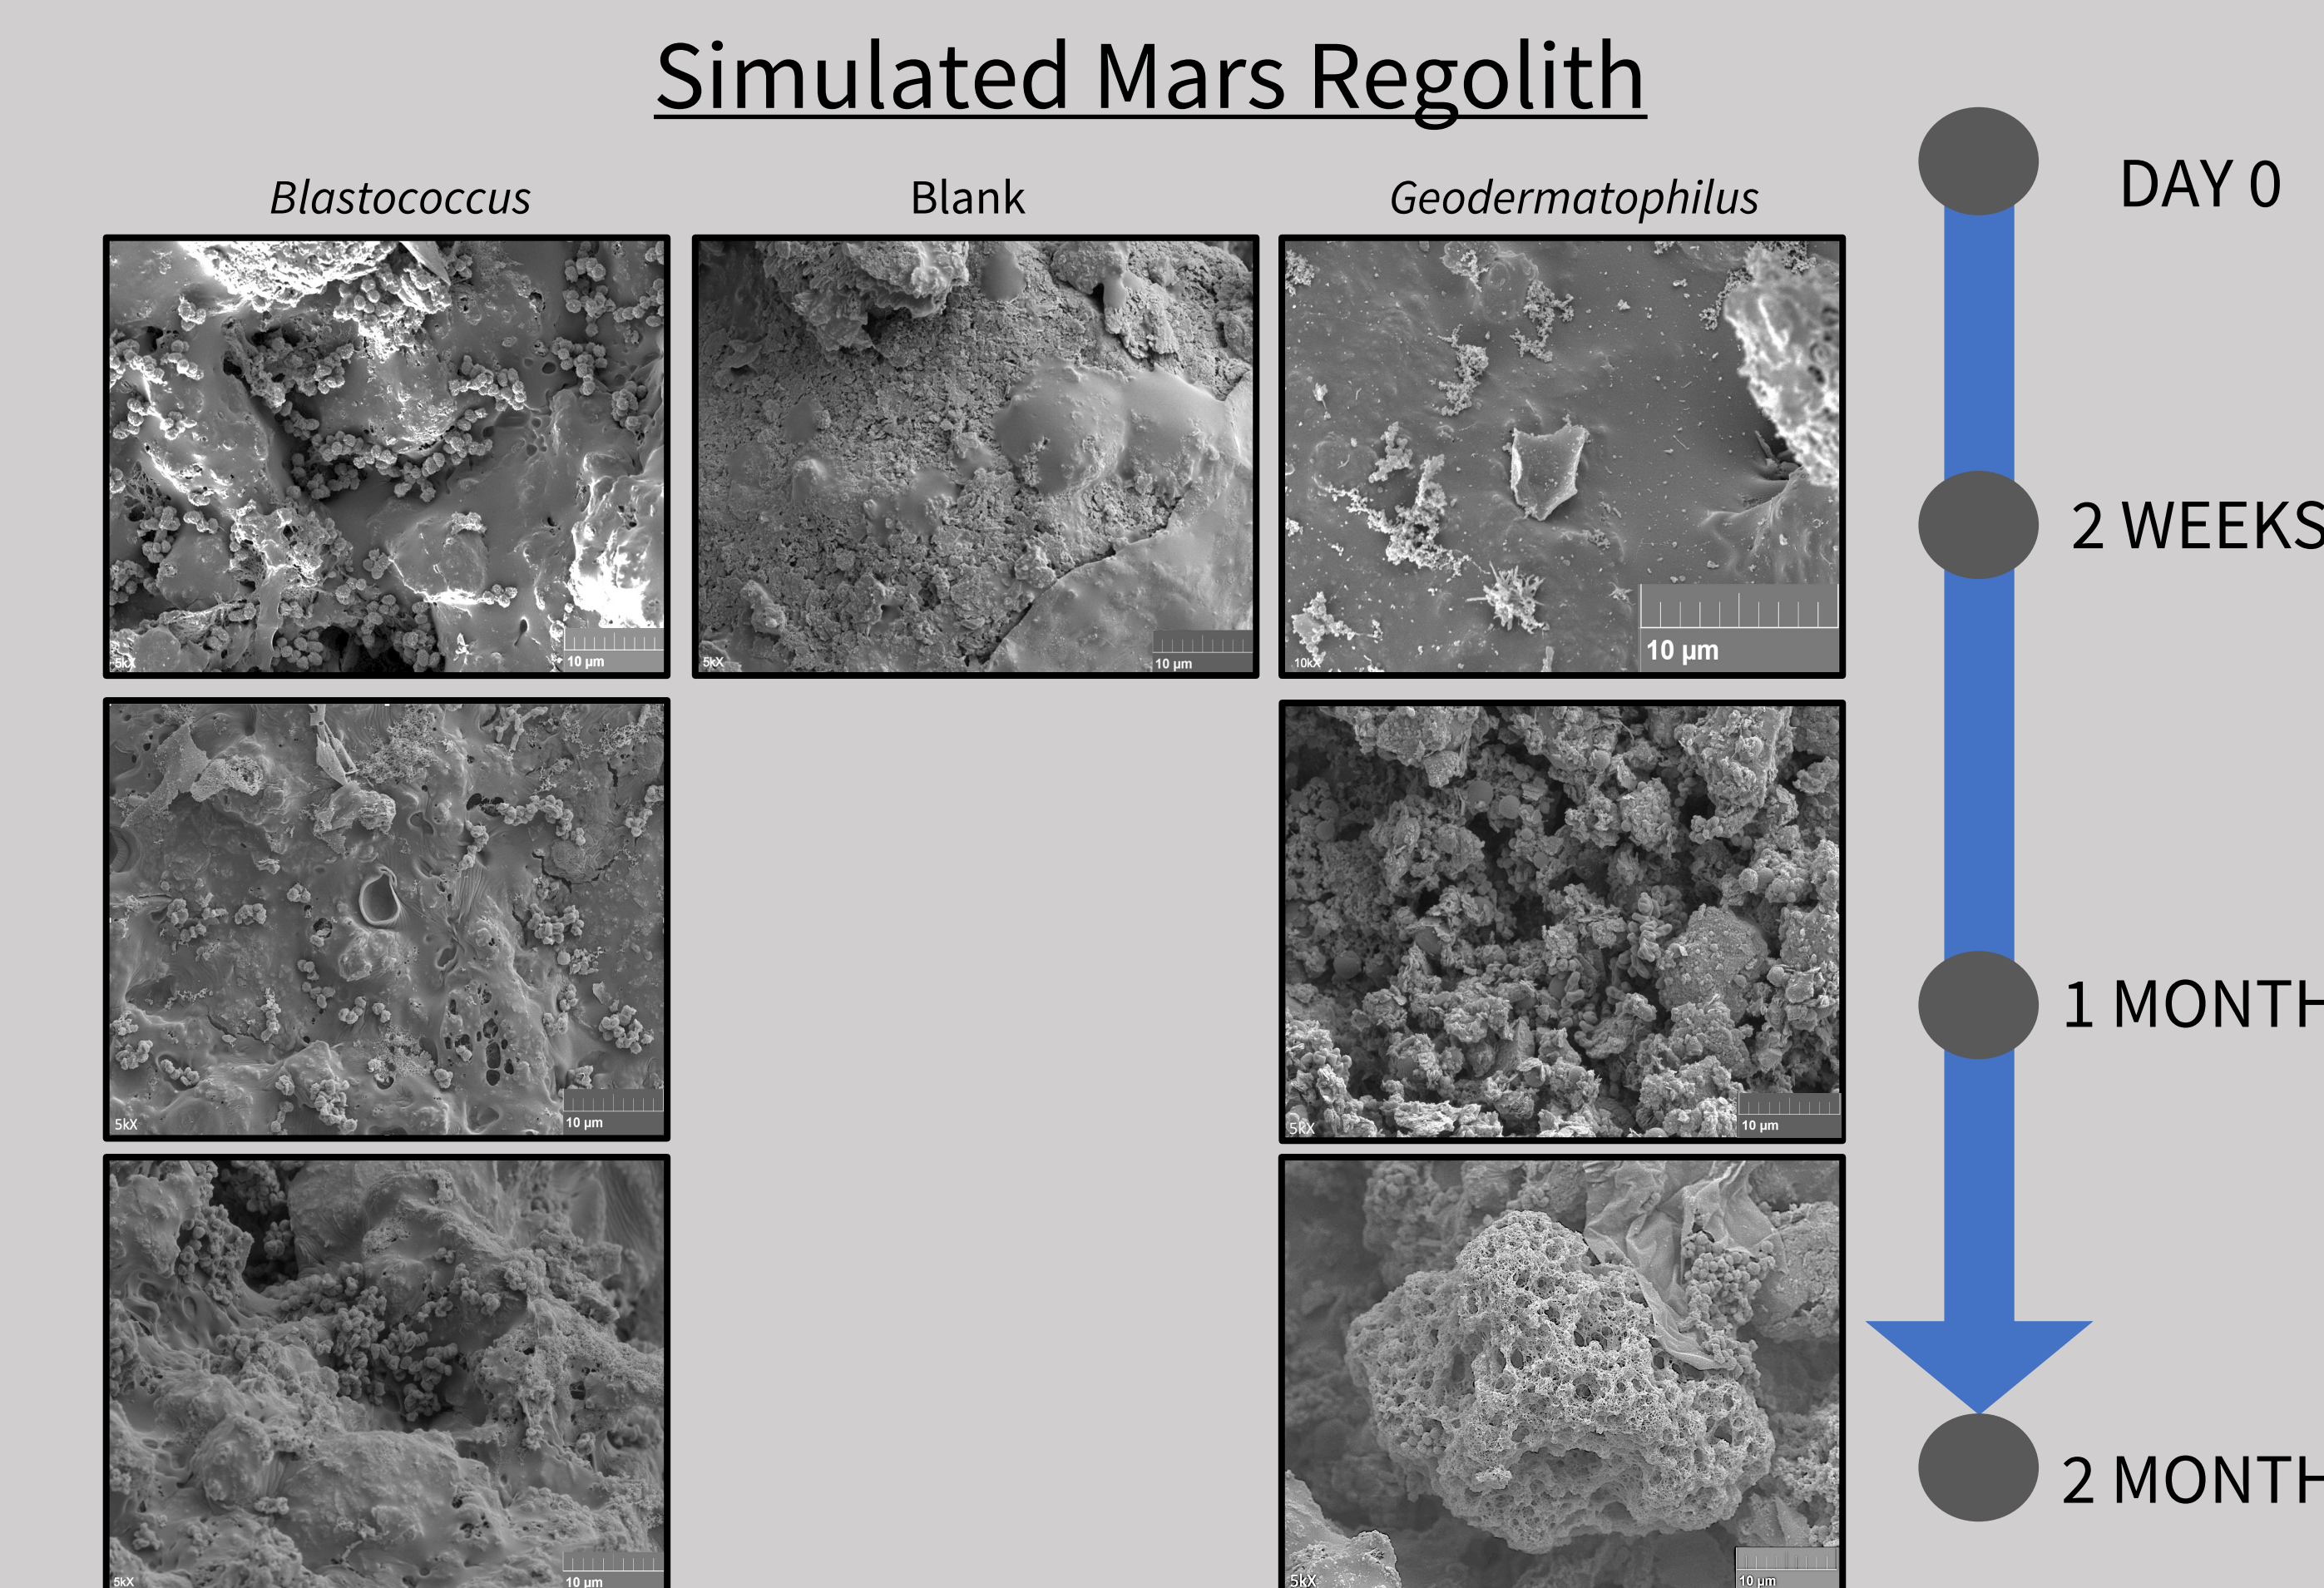 Simulated Mars Regolith
Blastococcus
Blank
Geodermatophilus
DAY 0
2 WEEKS
1 MONTH
2 MONTH
5kX
10 µm
5kX
10 µm
10kX
10 µm
5kX
10 µm
5kX
10 µm
5kX
10 µm
5kX
10 µm